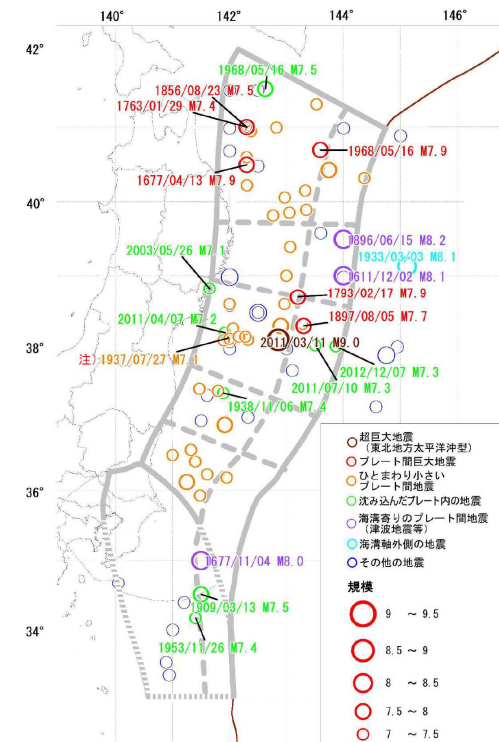 140° 142° 144° 146°
42°
1968/05/16 M7.5
1856/08/23 M7.5
1763/01/29 M7.4
1968/05/16 M7.9
1677/04/13 M7.9
40°
1896/06/15 M8.2
2003/05/26 M7.1
1933/03/03 M8.1
1611/12/02 M8.1
1793/02/17 M7.9
2011/04/07 M7.2
1897/08/05 M7.7
2011/03/11 M9.0
注）1937/07/27 M7.1
38°
2012/12/07 M7.3
2011/07/10 M7.3
1938/11/06 M7.4
超巨大地震
（東北地方太平洋沖型）
プレート間巨大地震
ひとまわり小さい
プレート間地震
沈み込んだプレート内の地震
海溝寄りのプレート間地震
（津波地震等）
海溝軸外側の地震
その他の地震
36°
規模
1677/11/04 M8.0
9 ～ 9.5
1909/03/13 M7.5
8.5 ～ 9
34°
1953/11/26 M7.4
8 ～ 8.5
7.5 ～ 8
7 ～ 7.5